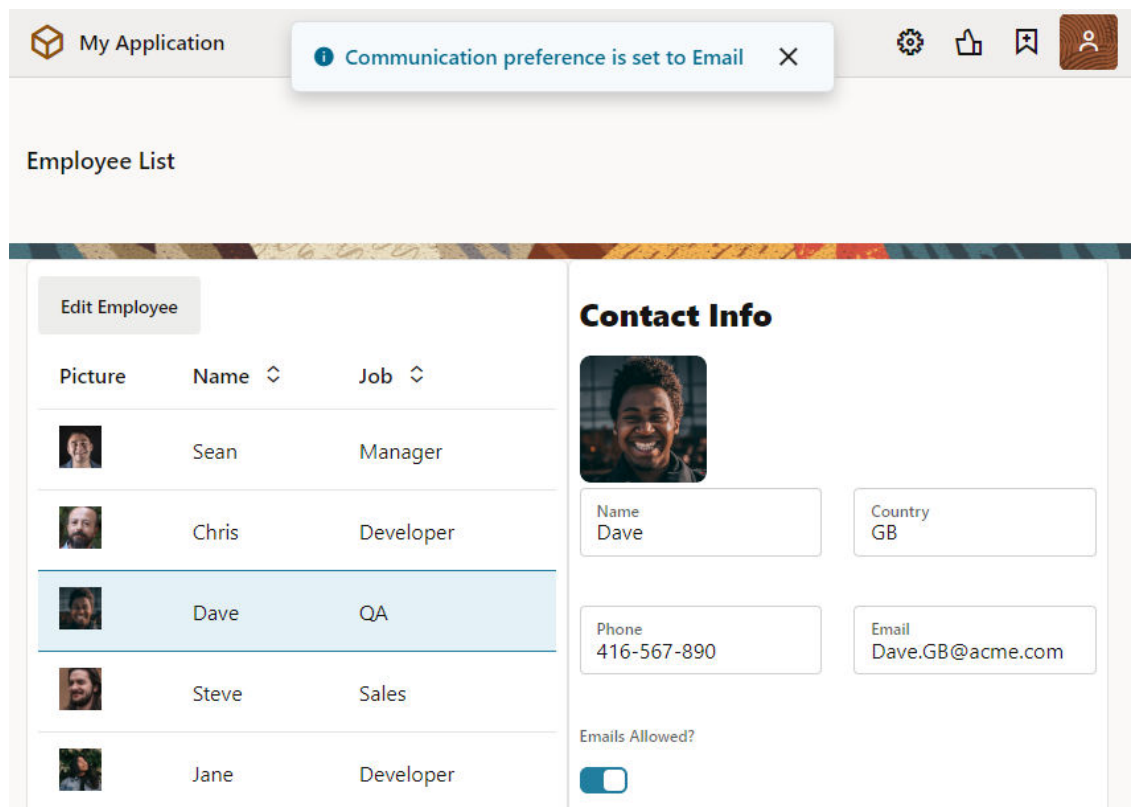 My Application
Communication preference is set to Email
Employee List
Edit Employee
Picture Name Job
Sean Manager
Chris Developer
Dave QA
Steve Sales
Jane Developer
Contact Info
Name
Dave
Country
GB
Phone
416-567-890
Email
Dave.GB@acme.com
Emails Allowed?